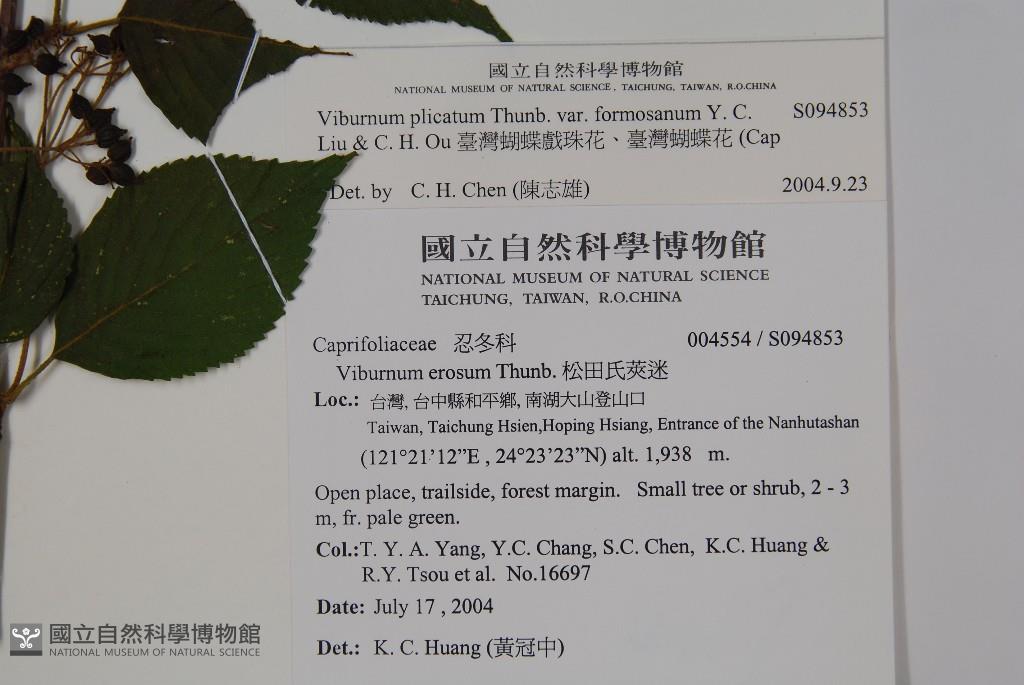 國立自然科學博物館
NATIONAL MUSEUM OF NATURAL SCIENCE, TAICHUNG, TAIWAN, R.O.CHINA
Viburnum plicatum Thunb. var. formosanum Y. C. S094853
Liu & C. H. Ou 臺灣蝴蝶戲珠花、臺灣蝴蝶花 (Cap
Det. by C. H. Chen (陳志雄) 2004.9.23
國立自然科學博物館
NATIONAL MUSEUM OF NATURAL SCIENCE
TAICHUNG, TAIWAN, R.O.CHINA
Caprifoliaceae 忍冬科 004554 / S094853
Viburnum erosum Thunb. 松田氏莢迷
Loc.: 台灣, 台中縣和平鄉, 南湖大山登山口
Taiwan, Taichung Hsien,Hoping Hsiang, Entrance of the Nanhutashan
(121°21’12”E , 24°23’23”N) alt. 1,938 m.
Open place, trailside, forest margin. Small tree or shrub, 2 - 3
m, fr. pale green.
Col.:T. Y. A. Yang, Y.C. Chang, S.C. Chen, K.C. Huang &
R.Y. Tsou et al. No.16697
Date: July 17 , 2004
Det.: K. C. Huang (黃冠中)
國立自然科學博物館
NATIONAL MUSEUM OF NATURAL SCIENCE